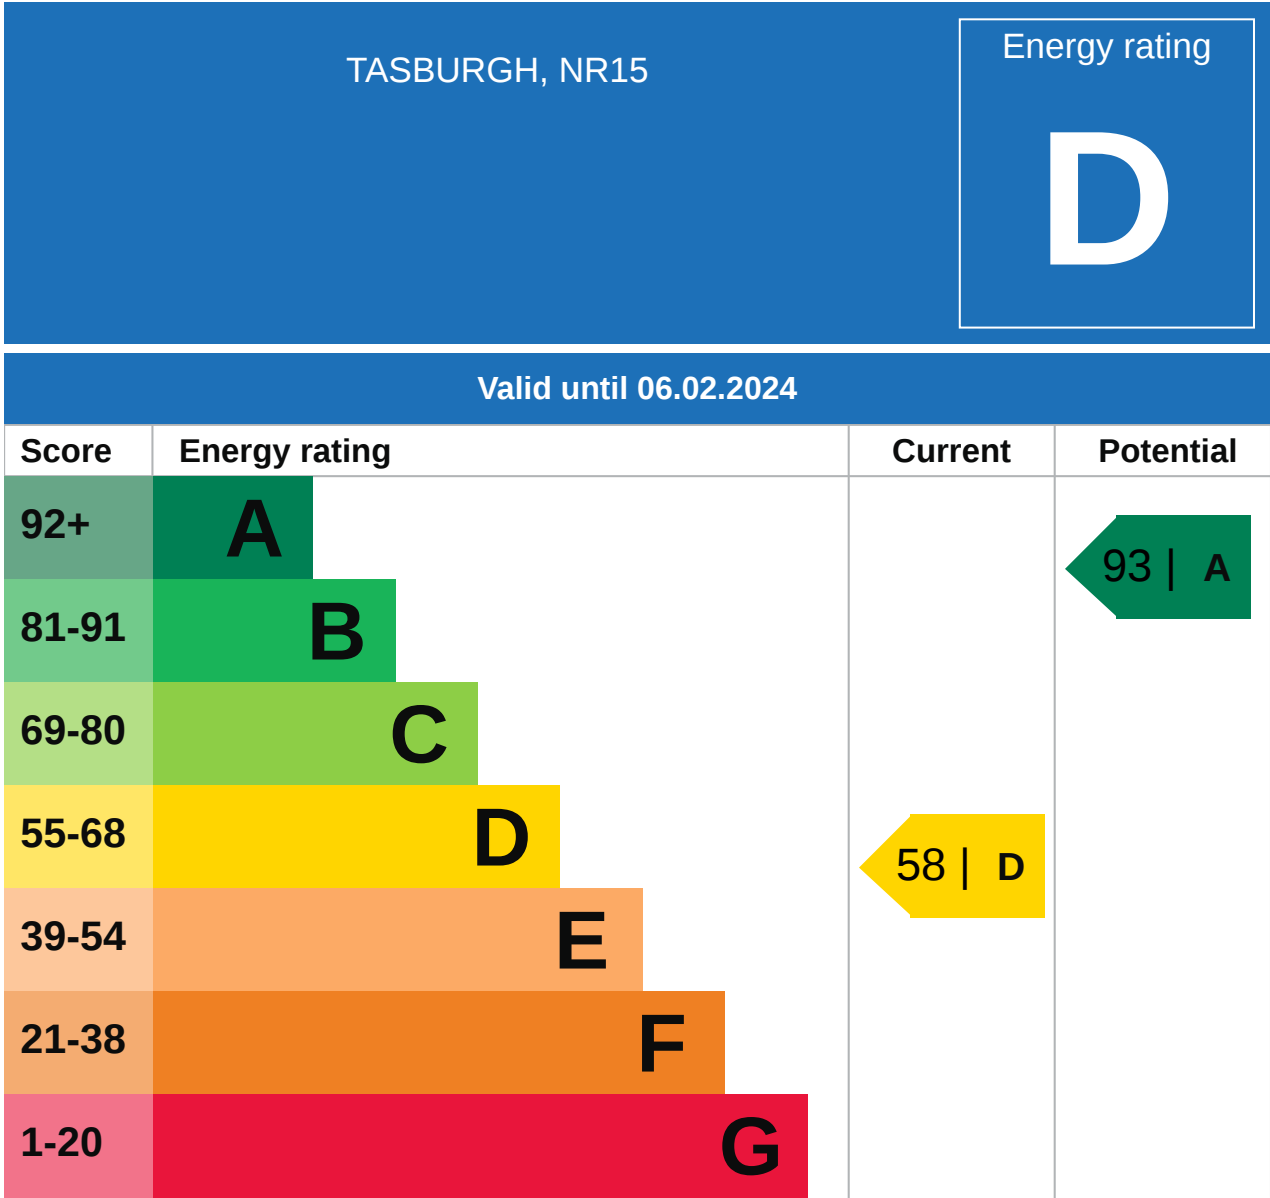 TASBURGH, NR15
Energy rating
D
Valid until 06.02.2024
Score Energy rating Current Potential
92+ A
93 | A
81-91 B
69-80 C
55-68 D
58 | D
39-54 E
21-38 F
1-20 G